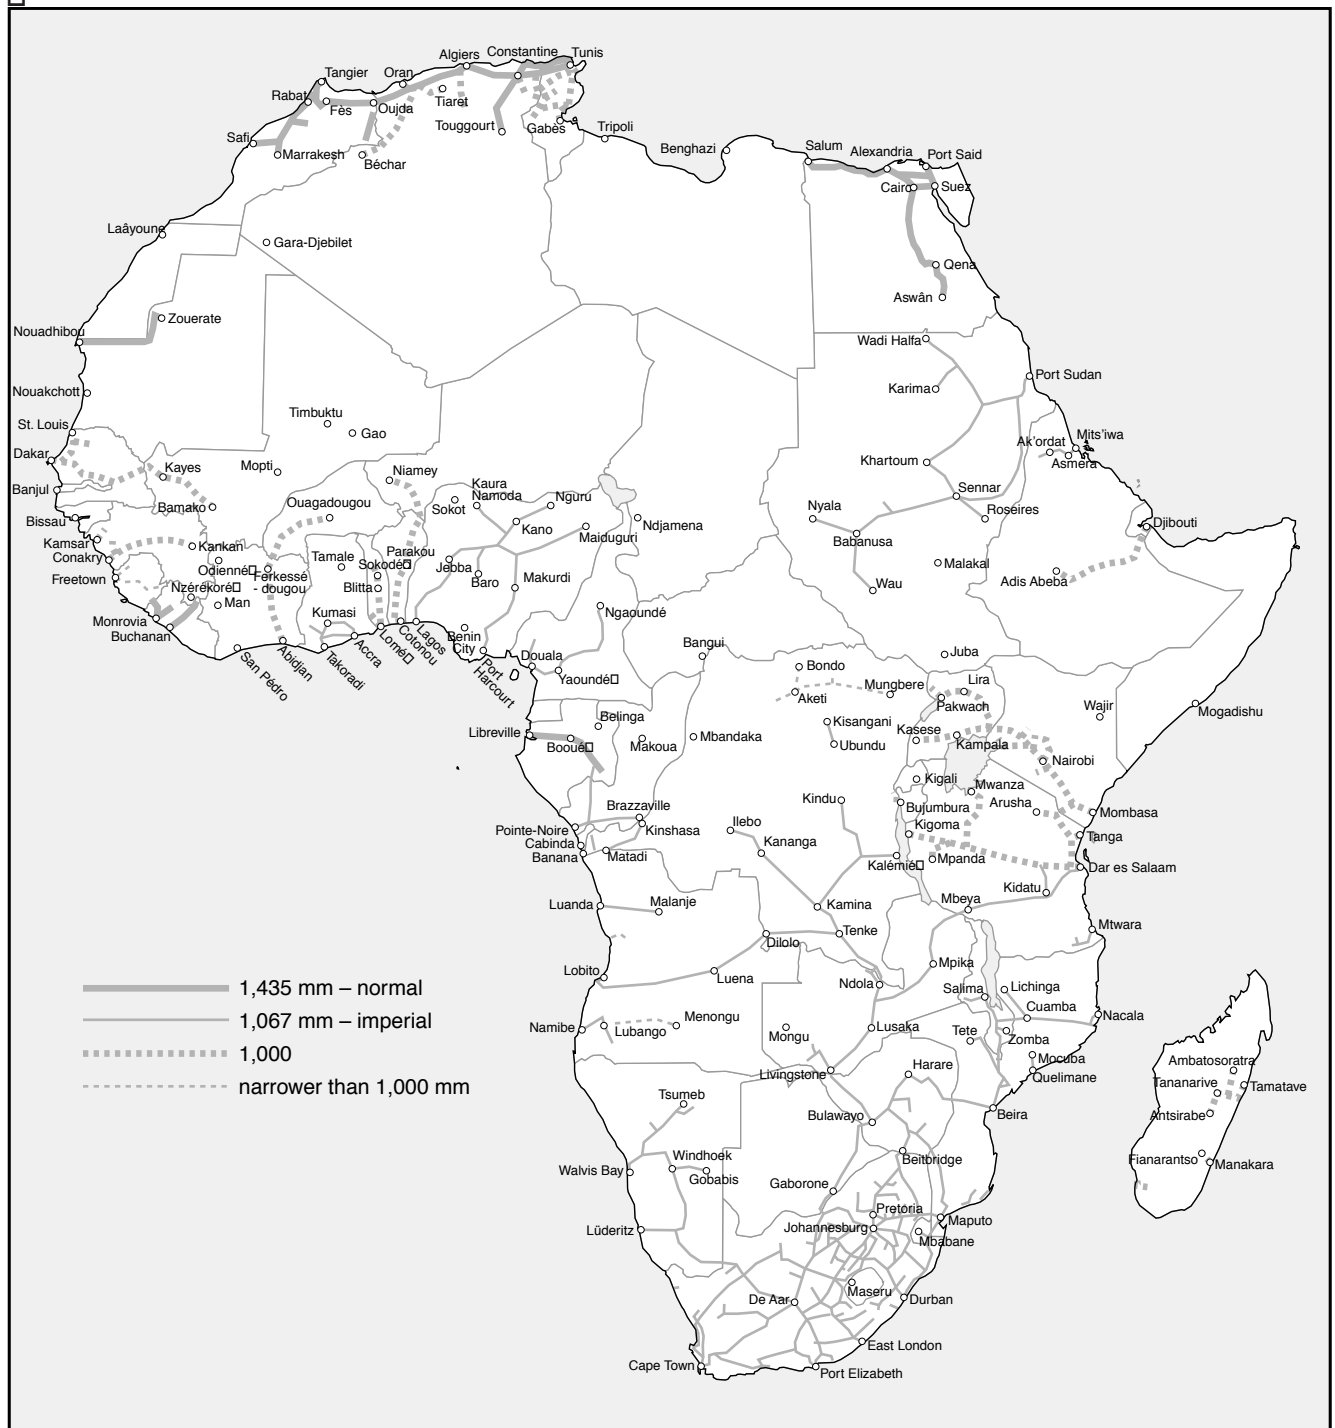 Algiers
Constantine
Tunis
Tangier
Oran
Rabat
Fès
Oujda
Tiaret
Touggourt
Gabès
Tripoli
Safi
Marrakesh
Béchar
Benghazi
Salum
Alexandria
Port Said
Cairo
Suez
Laâyoune
Gara-Djebilet
Qena
Aswân
Zouerate
Nouadhibou
Wadi Halfa
Nouakchott
Karima
Port Sudan
Timbuktu
Gao
St. Louis
Dakar
Kayes
Mopti
Niamey
Khartoum
Ak'ordat
Mits'iwa
Asmera
Banjul
Bamako
Ouagadougou
Kaura
Namoda
Sokot
Nguru
Sennar
Bissau
Kano
Maiduguri
Ndjamena
Nyala
Roseires
Djibouti
Kamsar
Conakry
Kankan
Odienné
Tamale
Parakou
Sokodé
Jebba
Babanusa
Malakal
Freetown
Nzérékoré
Ferkessé
- dougou
Blitta
Baro
Makurdi
Wau
Adis Abeba
Man
Monrovia
Buchanan
Kumasi
Ngaoundé
San Pédro
Abidjan
Takoradi
Accra
Lomé
Cotonou
Lagos
Benin
City
Port
Harcourt
Douala
Yaoundé
Bangui
Juba
Bondo
Aketi
Mungbere
Lira
Pakwach
Wajir
Mogadishu
Libreville
Belinga
Booué
Makoua
Mbandaka
Kisangani
Ubundu
Kasese
Kampala
Nairobi
Kigali
Mwanza
Kindu
Bujumbura
Arusha
Mombasa
Brazzaville
Pointe-Noire
Kinshasa
Ilebo
Kigoma
Tanga
Cabinda
Banana
Matadi
Kananga
Kalémié
Mpanda
Dar es Salaam
Kidatu
Luanda
Malanje
Kamina
Mbeya
Mtwara
Dilolo
Tenke
Lobito
Luena
Ndola
Mpika
Salima
Lichinga
Cuamba
Nacala
Namibe
Lubango
Menongu
Mongu
Lusaka
Tete
Zomba
Mocuba
Quelimane
Livingstone
Harare
Ambatosoratra
Tananarive
Tamatave
Antsirabe
Tsumeb
Bulawayo
Beira
Fianarantso
Manakara
Walvis Bay
Windhoek
Gobabis
Beitbridge
Gaborone
Pretoria
Maputo
Lüderitz
Johannesburg
Mbabane
De Aar
Maseru
Durban
East London
Cape Town
Port Elizabeth
1,435 mm – normal
1,067 mm – imperial
1,000
narrower than 1,000 mm